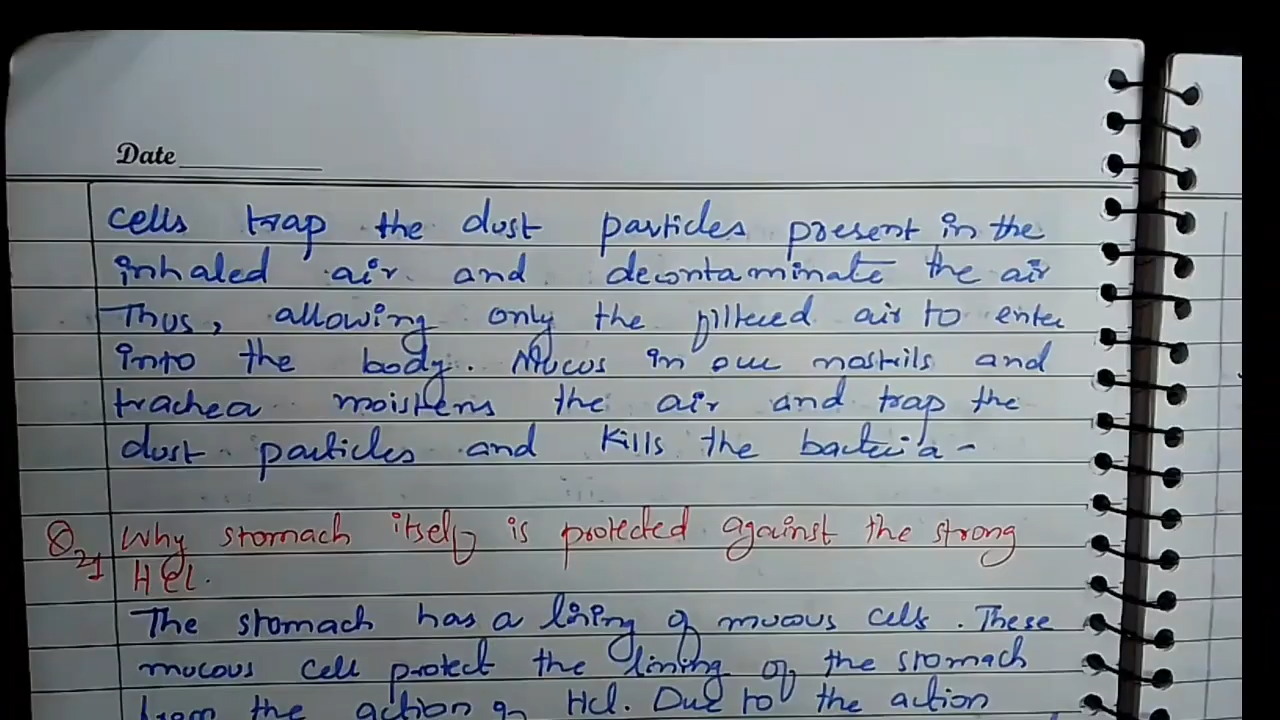 Date
cells trap the dust particles present in the
inhaled air and decontaminate the air
Thus, allowing only the filtered air to enter
into the body. Mucus in our nostrils and
trachea moistens the air and trap the
dust particles and kills the bacteria -
Q21 Why stomach itself is protected against the strong
HCl.
The stomach has a lining of mucous cells. These
mucous cell protect the lining of the stomach
from the action of Hcl. Due to the action